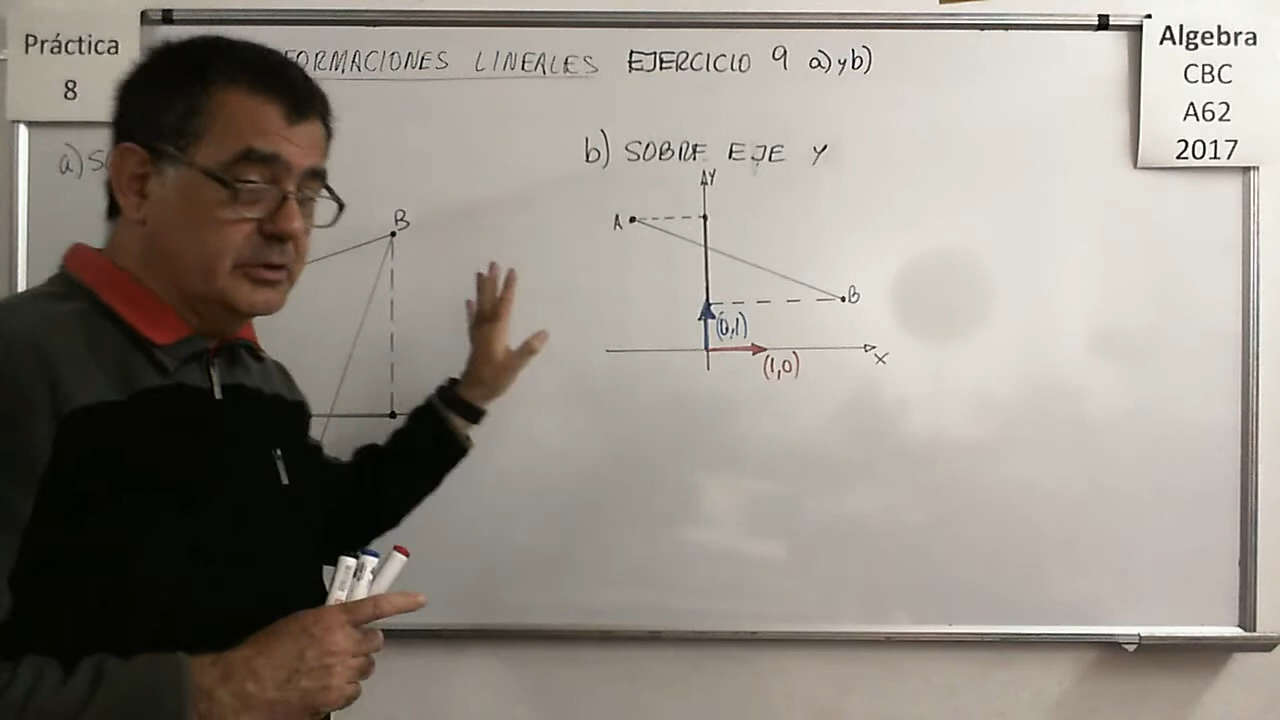 Práctica
8
FORMACIONES LINEALES EJERCICIO 9 a) y b)
Algebra
CBC
A62
2017
a)
B
b) SOBRE EJE Y
Y
A
B
(0,1)
(1,0)
X